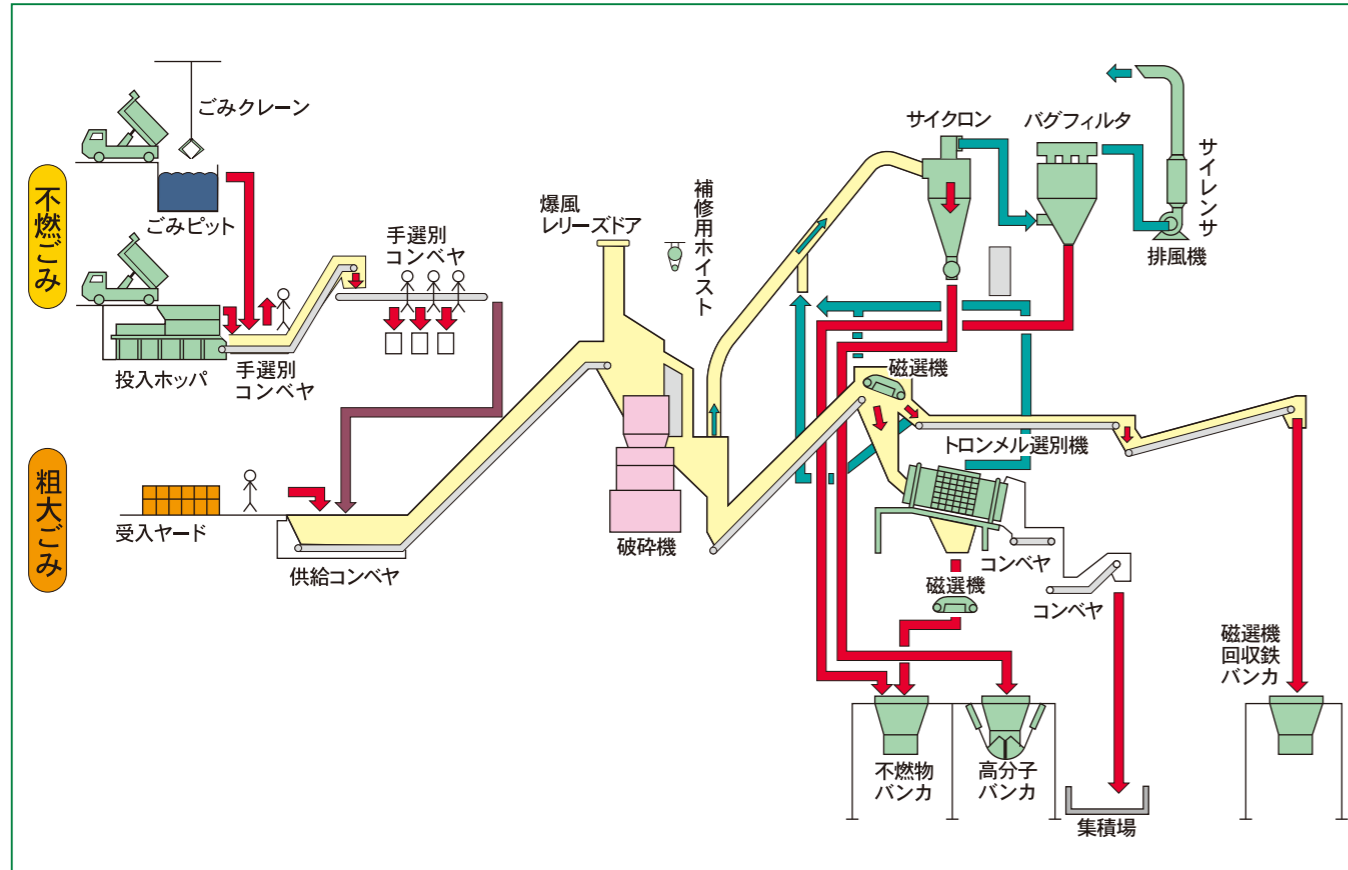 不燃ごみ
ごみクレーン
ごみピット
投入ホッパ
手選別
コンベヤ
手選別
コンベヤ
粗大ごみ
受入ヤード
供給コンベヤ
爆風
レリーズドア
補修用ホイスト
破砕機
サイクロン
バグフィルタ
サイレンサ
排風機
磁選機
トロンメル選別機
コンベヤ
磁選機
コンベヤ
不燃物
バンカ
高分子
バンカ
集積場
磁選機
回収鉄
バンカ